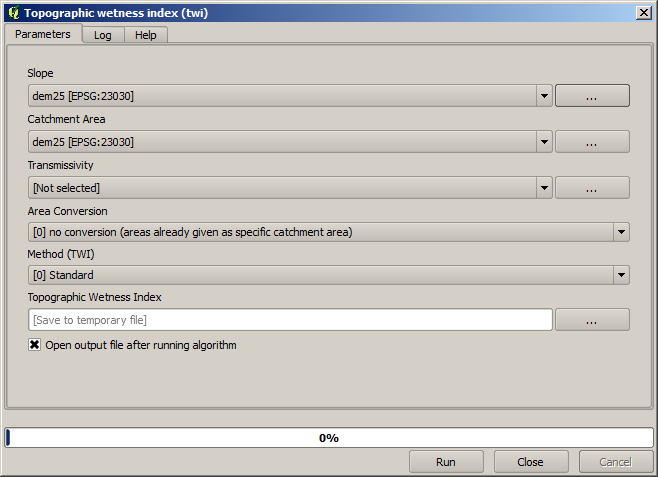 Topographic wetness index (twi)
Parameters Log Help
Slope
dem25 [EPSG:23030]
...
Catchment Area
dem25 [EPSG:23030]
...
Transmissivity
[Not selected]
...
Area Conversion
[0] no conversion (areas already given as specific catchment area)
Method (TWI)
[0] Standard
Topographic Wetness Index
[Save to temporary file]
...
Open output file after running algorithm
0%
Run Close Cancel